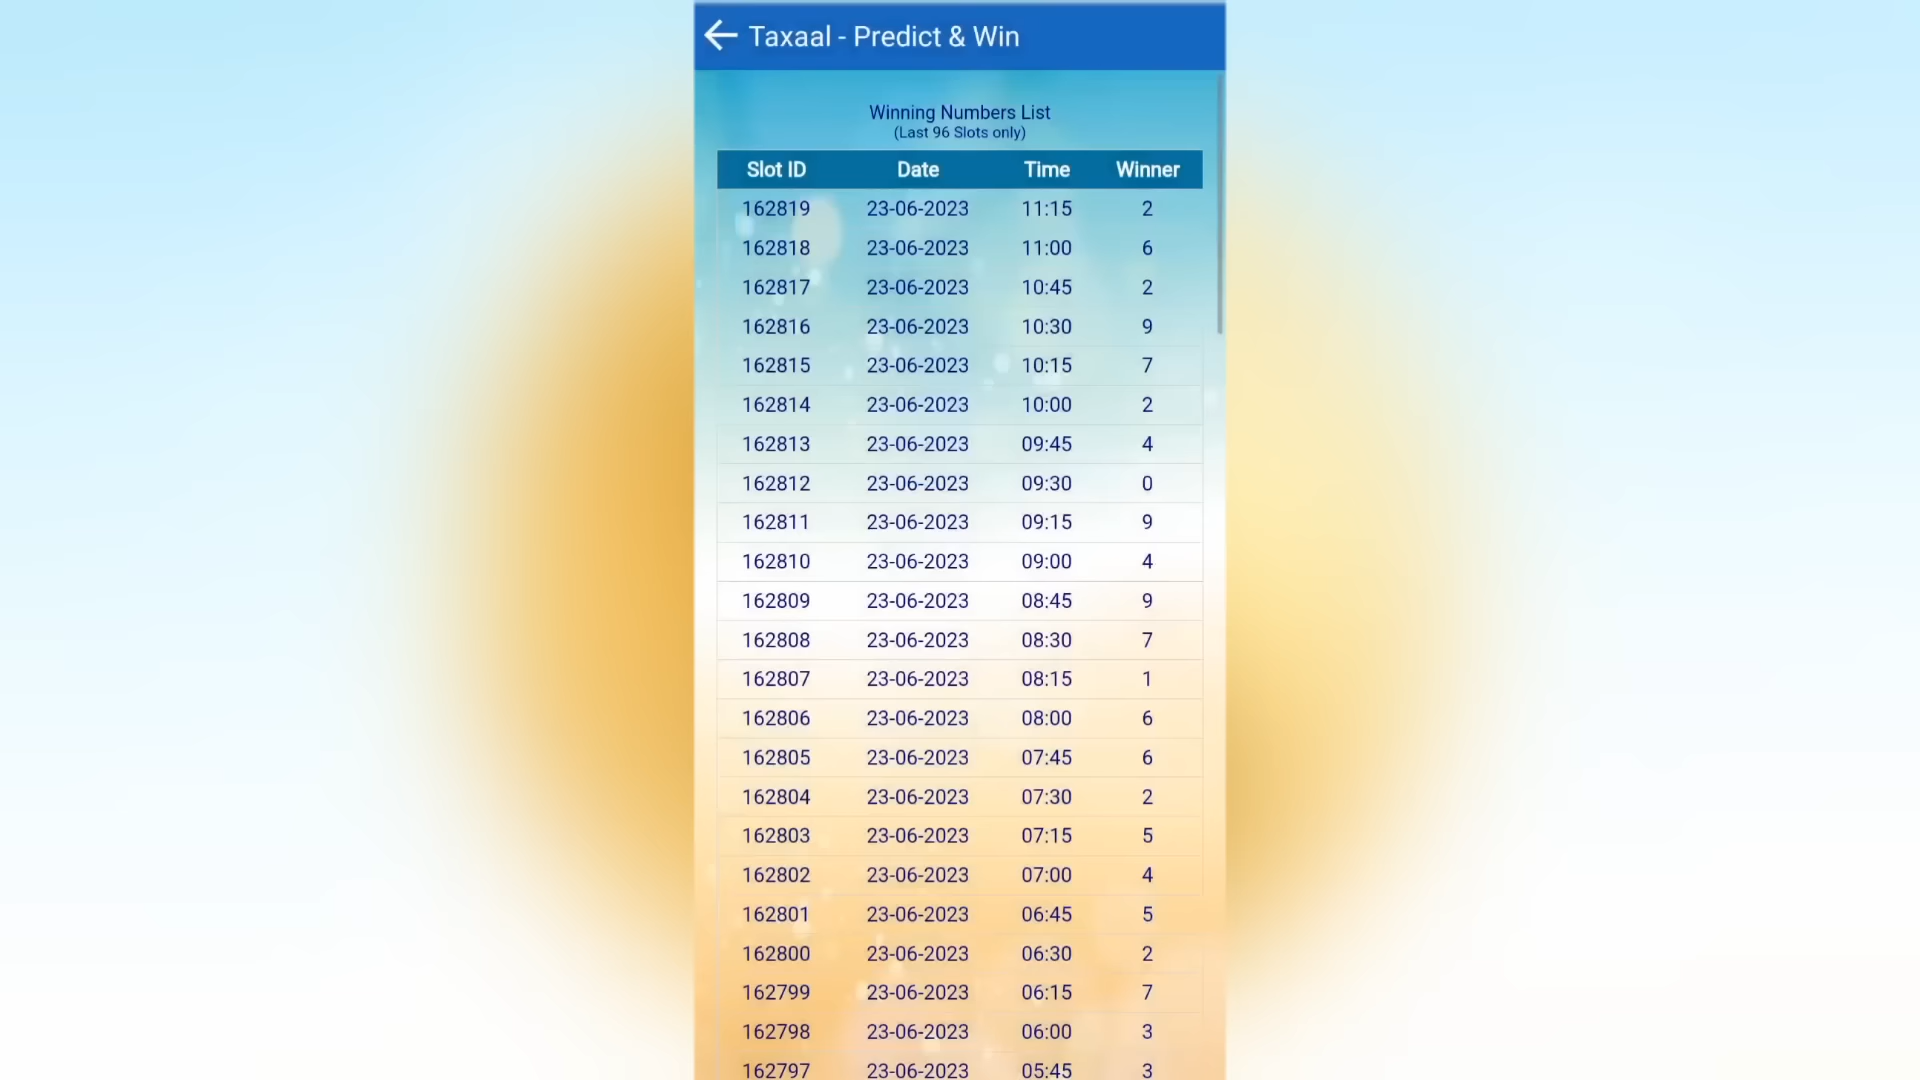 Taxaal - Predict & Win
Winning Numbers List
(Last 96 Slots only)
Slot ID Date Time Winner
162819 23-06-2023 11:15 2
162818 23-06-2023 11:00 6
162817 23-06-2023 10:45 2
162816 23-06-2023 10:30 9
162815 23-06-2023 10:15 7
162814 23-06-2023 10:00 2
162813 23-06-2023 09:45 4
162812 23-06-2023 09:30 0
162811 23-06-2023 09:15 9
162810 23-06-2023 09:00 4
162809 23-06-2023 08:45 9
162808 23-06-2023 08:30 7
162807 23-06-2023 08:15 1
162806 23-06-2023 08:00 6
162805 23-06-2023 07:45 6
162804 23-06-2023 07:30 2
162803 23-06-2023 07:15 5
162802 23-06-2023 07:00 4
162801 23-06-2023 06:45 5
162800 23-06-2023 06:30 2
162799 23-06-2023 06:15 7
162798 23-06-2023 06:00 3
162797 23-06-2023 05:45 3